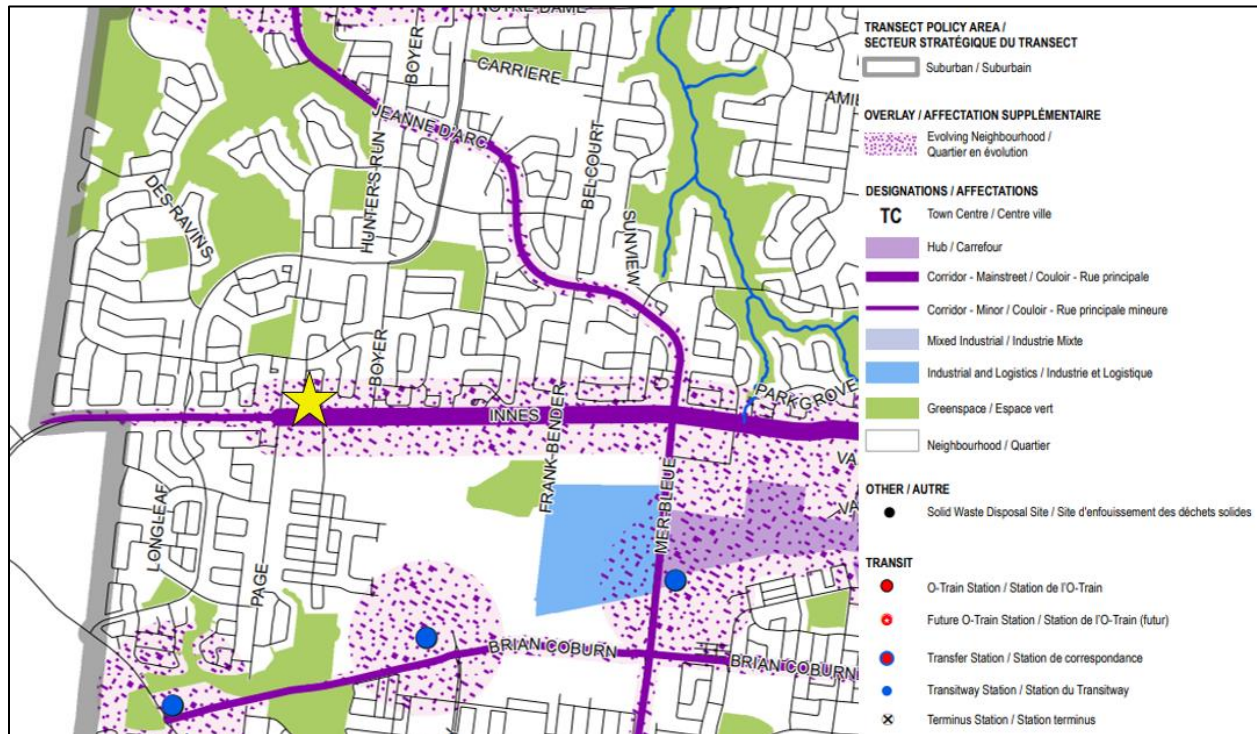 NOTRE-DAME
BOYER
CARRIERE
JEANNE D'ARC
HUNTER'S RUN
BELCOURT
SUNVIEW
DES RAVINS
BOYER
PARKGROVE
INNES
FRANK-BENDER
MER-BLEUE
LONGLEAF
PAGE
BRIAN COBURN
BRIAN COBURN
TRANSECT POLICY AREA /
SECTEUR STRATÉGIQUE DU TRANSECT
Suburban / Suburbain
OVERLAY / AFFECTATION SUPPLÉMENTAIRE
Evolving Neighbourhood /
Quartier en évolution
DESIGNATIONS / AFFECTATIONS
TC Town Centre / Centre ville
Hub / Carrefour
Corridor - Mainstreet / Couloir - Rue principale
Corridor - Minor / Couloir - Rue principale mineure
Mixed Industrial / Industrie Mixte
Industrial and Logistics / Industrie et Logistique
Greenspace / Espace vert
Neighbourhood / Quartier
OTHER / AUTRE
Solid Waste Disposal Site / Site d'enfouissement des déchets solides
TRANSIT
O-Train Station / Station de l'O-Train
Future O-Train Station / Station de l'O-Train (futur)
Transfer Station / Station de correspondance
Transitway Station / Station du Transitway
Terminus Station / Station terminus